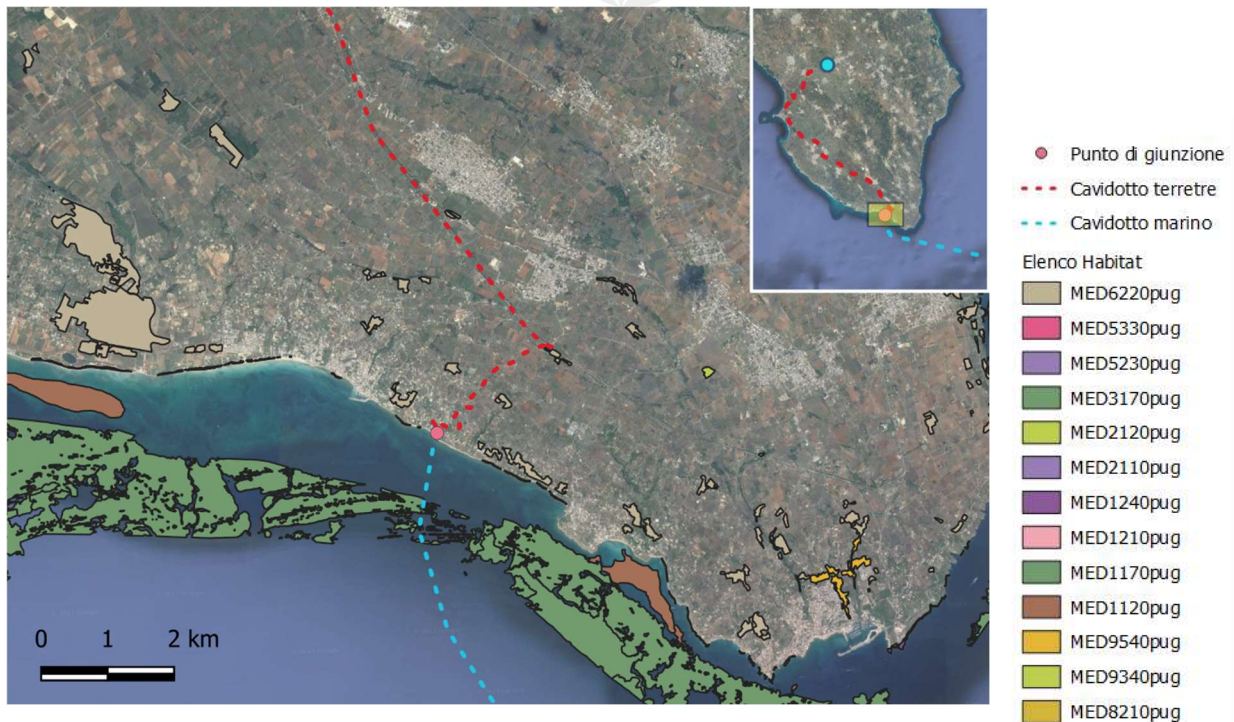 Punto di giunzione
Cavidotto terretre
Cavidotto marino
Elenco Habitat
MED6220pug
MED5330pug
MED5230pug
MED3170pug
MED2120pug
MED2110pug
MED1240pug
MED1210pug
MED1170pug
MED1120pug
MED9540pug
MED9340pug
MED8210pug
0 1 2 km